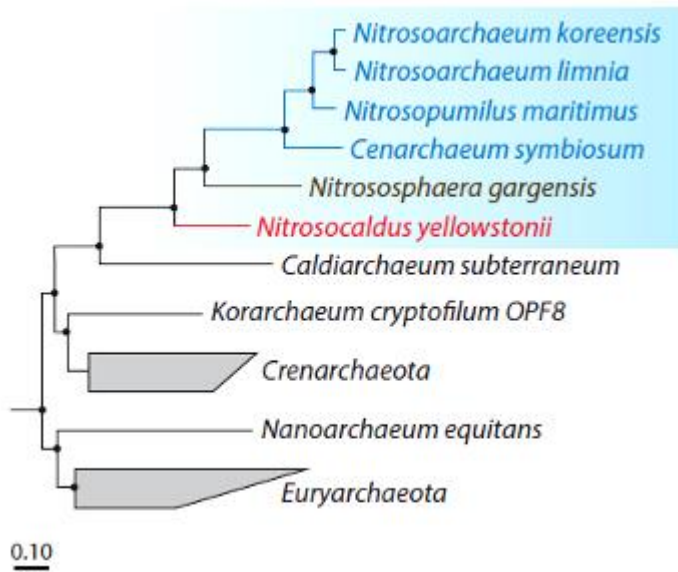 Nitrosoarchaeum koreensis
Nitrosoarchaeum limnia
Nitrosopumilus maritimus
Cenarchaeum symbiosum
Nitrososphaera gargensis
Nitrosocaldus yellowstonii
Caldiarchaeum subterraneum
Korarchaeum cryptofilum OPF8
Crenarchaeota
Nanoarchaeum equitans
Euryarchaeota
0.10